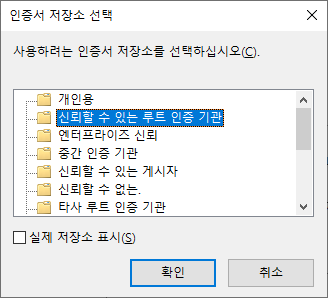 인증서 저장소 선택
사용하려는 인증서 저장소를 선택하십시오(C).
개인용
신뢰할 수 있는 루트 인증 기관
엔터프라이즈 신뢰
중간 인증 기관
신뢰할 수 있는 게시자
신뢰할 수 없는.
타사 루트 인증 기관
실제 저장소 표시(S)
확인
취소